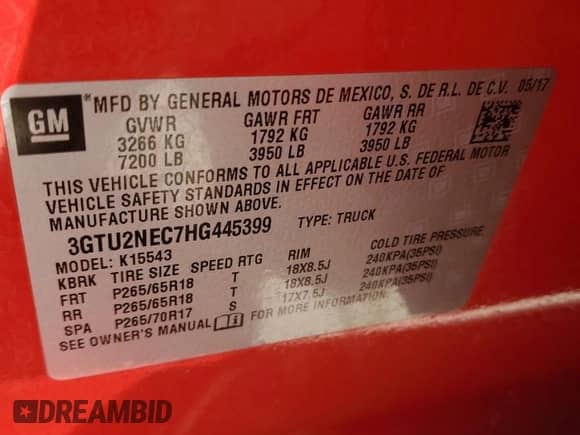 GM
MFD BY GENERAL MOTORS DE MEXICO, S. DE R.L. DE C.V. 05/17
GVWR GAWR FRT GAWR RR
3266 KG 1792 KG 1792 KG
7200 LB 3950 LB 3950 LB
THIS VEHICLE CONFORMS TO ALL APPLICABLE U.S. FEDERAL MOTOR
VEHICLE SAFETY STANDARDS IN EFFECT ON THE DATE OF
MANUFACTURE SHOWN ABOVE.
3GTU2NEC7HG445399 TYPE: TRUCK
MODEL: K15543
KBRK TIRE SIZE SPEED RTG RIM COLD TIRE PRESSURE
FRT P265/65R18 T 18X8.5J 240KPA(35PSI)
RR P265/65R18 T 18X8.5J 240KPA(35PSI)
SPA P265/70R17 S 17X7.5J 240KPA(35PSI)
SEE OWNER'S MANUAL FOR MORE INFORMATION.
DREAMBID